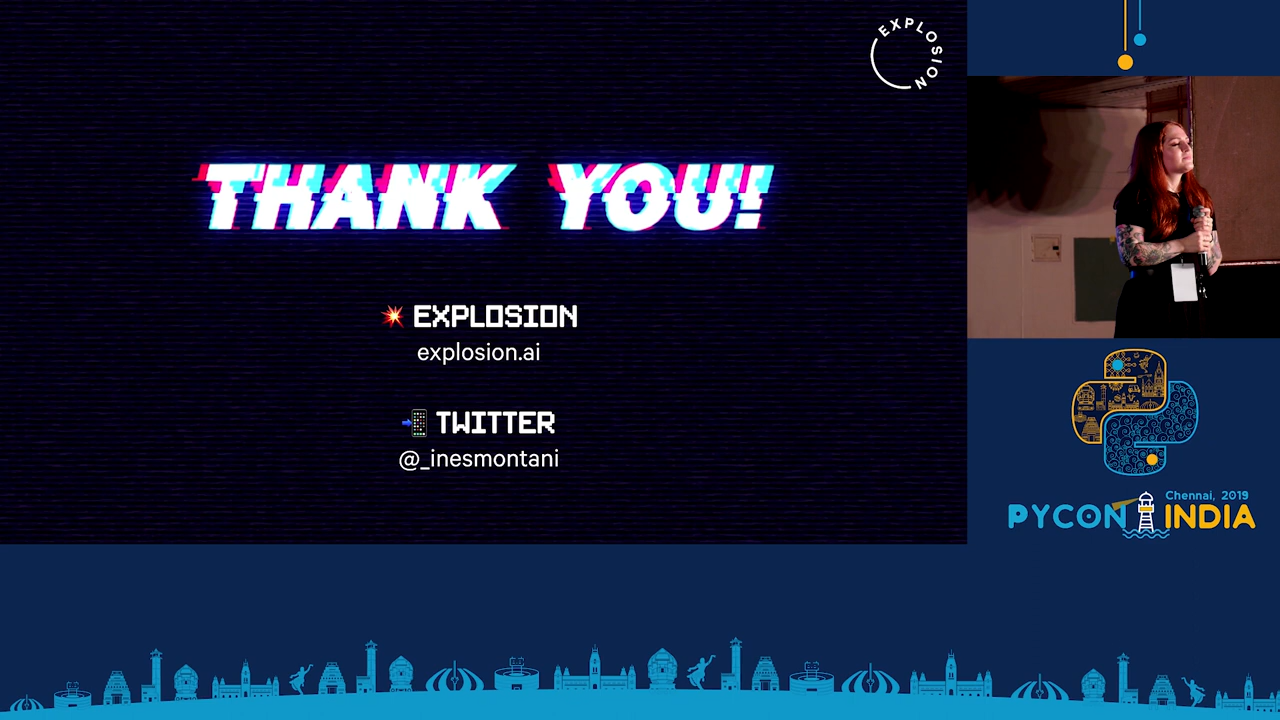 EXPLOSION
THANK YOU!
💥 EXPLOSION
explosion.ai
📲 TWITTER
@_inesmontani
Chennai, 2019
PYCON INDIA